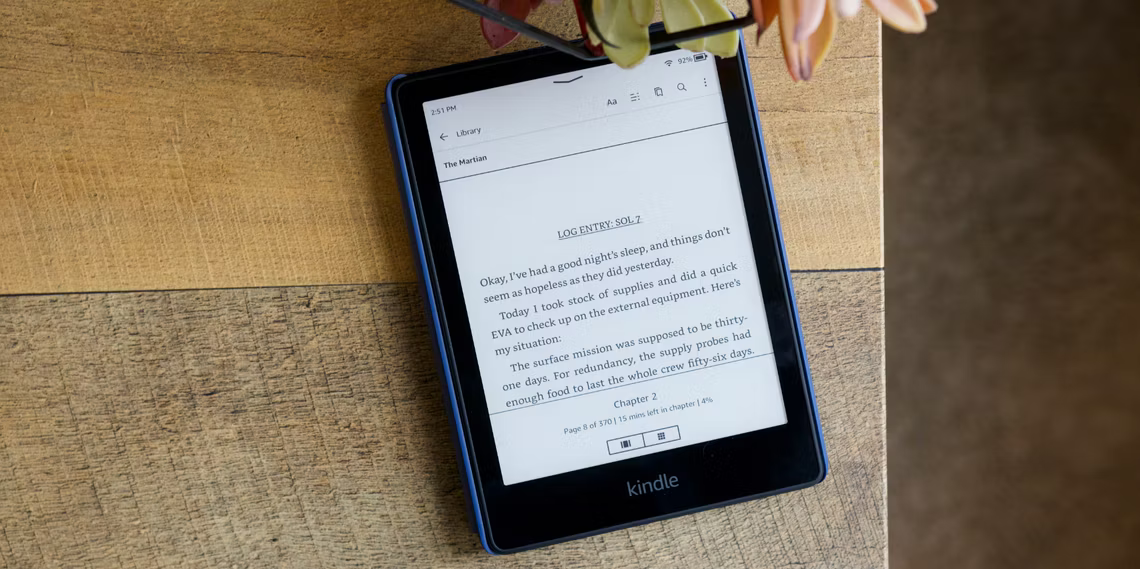 2:51 PM
92%
Library
Aa
The Martian
LOG ENTRY: SOL 7
Okay, I've had a good night's sleep, and things don't
seem as hopeless as they did yesterday.
Today I took stock of supplies and did a quick
EVA to check up on the external equipment. Here's
my situation:
The surface mission was supposed to be thirty-
one days. For redundancy, the supply probes had
enough food to last the whole crew fifty-six days.
Chapter 2
Page 8 of 370 | 15 mins left in chapter | 4%
kindle